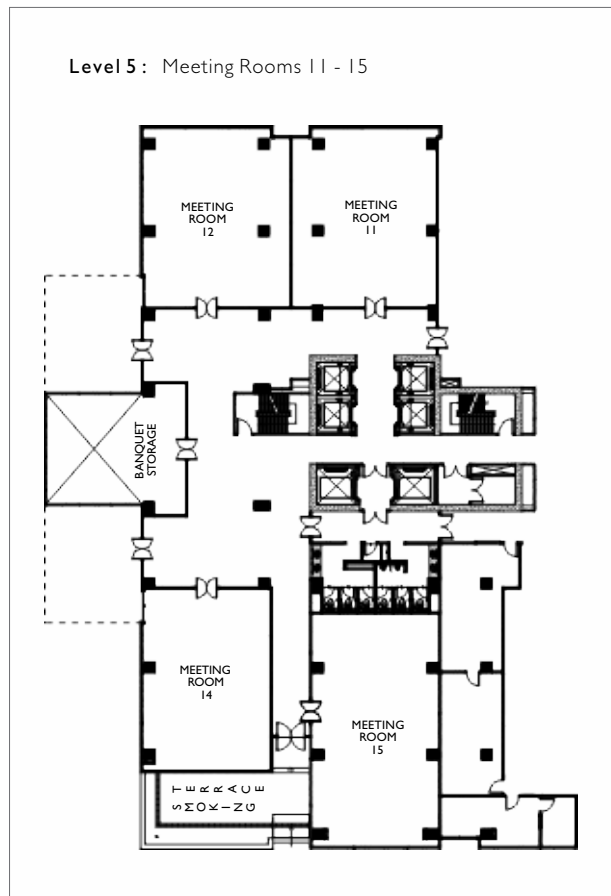 Level 5 : Meeting Rooms 11 - 15
MEETING
ROOM
12
MEETING
ROOM
11
BANQUET
STORAGE
MEETING
ROOM
14
MEETING
ROOM
15
TERRACE
SMOKING